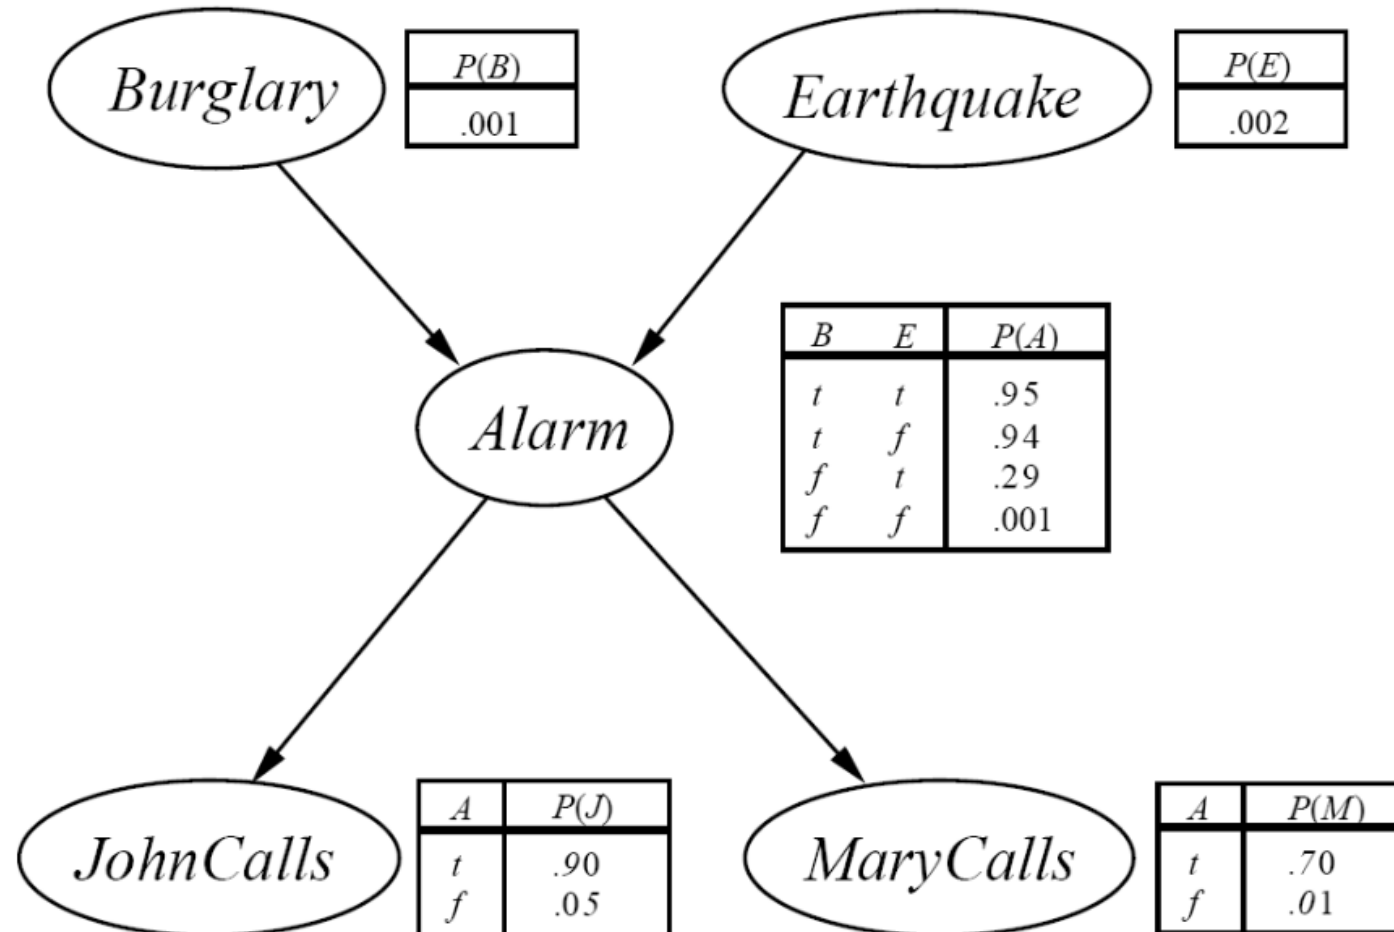 Burglary
P(B)
.001
Earthquake
P(E)
.002
B E P(A)
t t .95
t f .94
f t .29
f f .001
Alarm
JohnCalls
A P(J)
t .90
f .05
MaryCalls
A P(M)
t .70
f .01